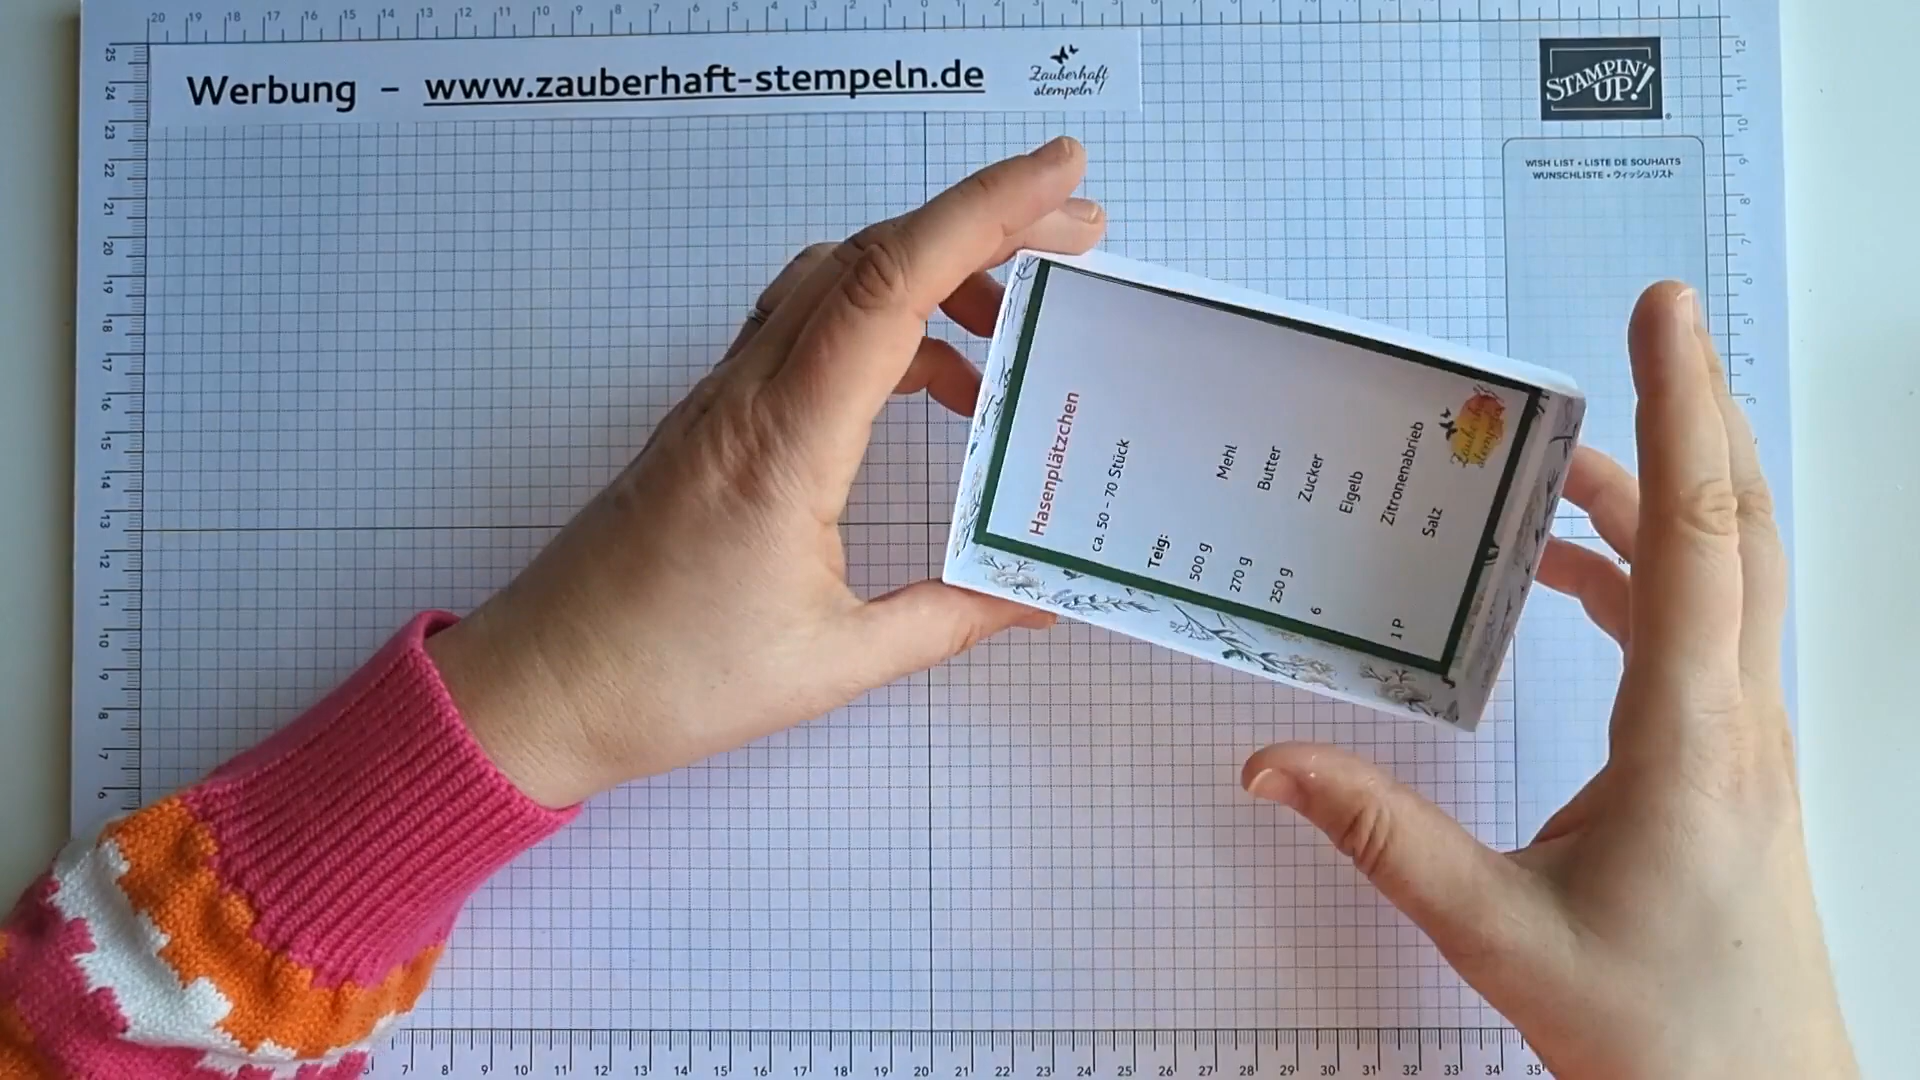 Werbung – www.zauberhaft-stempeln.de
Zauberhaft
stempeln!
STAMPIN'
UP!®
WISH LIST • LISTE DE SOUHAITS
WUNSCHLISTE • ウィッシュリスト
Hasenplätzchen
ca. 50 – 70 Stück
Teig:
500 g Mehl
270 g Butter
250 g Zucker
6 Eigelb
Zitronenabrieb
1 P Salz